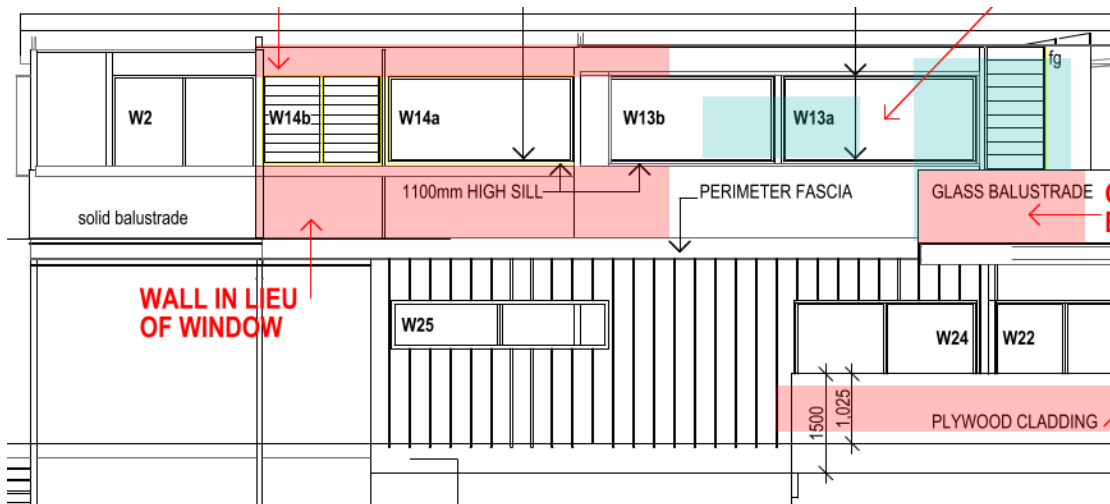 fg
W2
W14b
W14a
W13b
W13a
1100mm HIGH SILL
PERIMETER FASCIA
GLASS BALUSTRADE
solid balustrade
WALL IN LIEU
OF WINDOW
W25
W24
W22
1500
1,025
PLYWOOD CLADDING